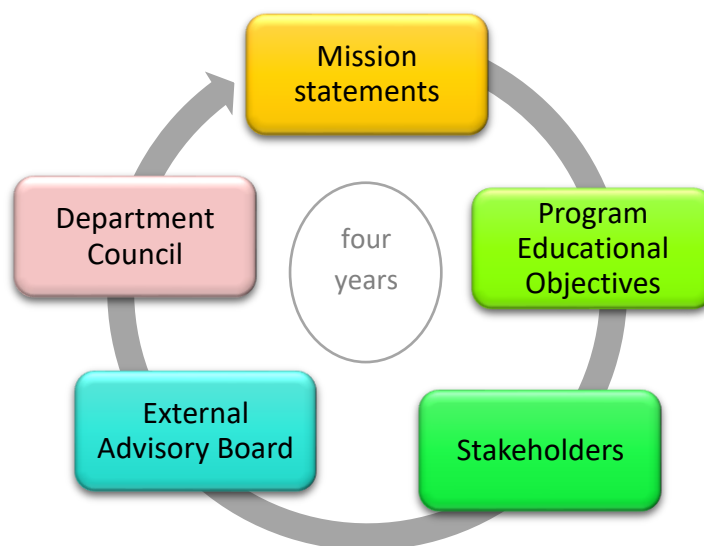 Mission
statements
Program
Educational
Objectives
Stakeholders
External
Advisory Board
Department
Council
four
years